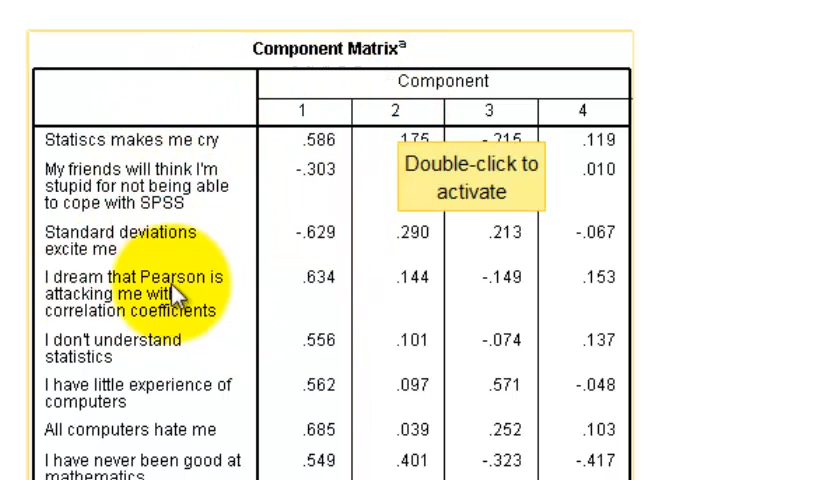 Component Matrixa
Component
1 2 3 4
Statiscs makes me cry .586 .175 -.215 .119
My friends will think I'm
stupid for not being able
to cope with SPSS
-.303 .010
Double-click to
activate
Standard deviations
excite me
-.629 .290 .213 -.067
I dream that Pearson is
attacking me with
correlation coefficients
.634 .144 -.149 .153
I don't understand
statistics
.556 .101 -.074 .137
I have little experience of
computers
.562 .097 .571 -.048
All computers hate me .685 .039 .252 .103
I have never been good at
mathematics
.549 .401 -.323 -.417